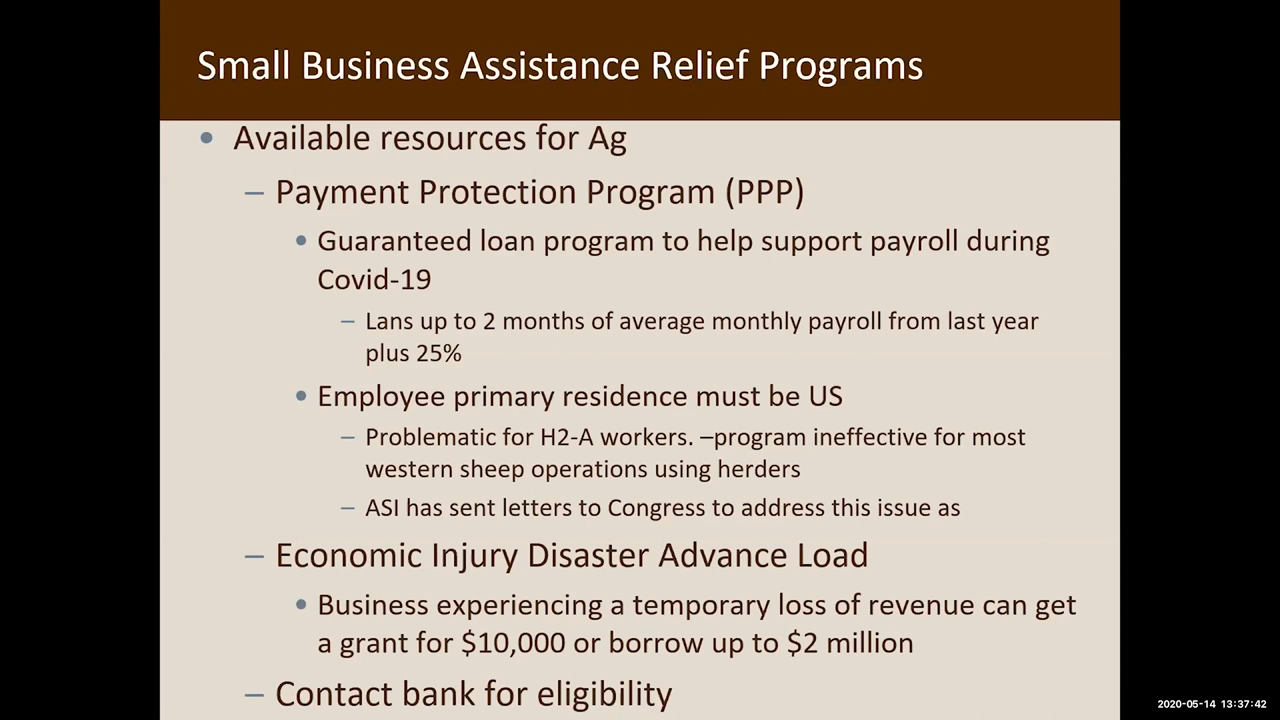 Small Business Assistance Relief Programs
• Available resources for Ag
– Payment Protection Program (PPP)
• Guaranteed loan program to help support payroll during
Covid-19
– Lans up to 2 months of average monthly payroll from last year
plus 25%
• Employee primary residence must be US
– Problematic for H2-A workers. –program ineffective for most
western sheep operations using herders
– ASI has sent letters to Congress to address this issue as
– Economic Injury Disaster Advance Load
• Business experiencing a temporary loss of revenue can get
a grant for $10,000 or borrow up to $2 million
– Contact bank for eligibility
2020-05-14 13:37:42